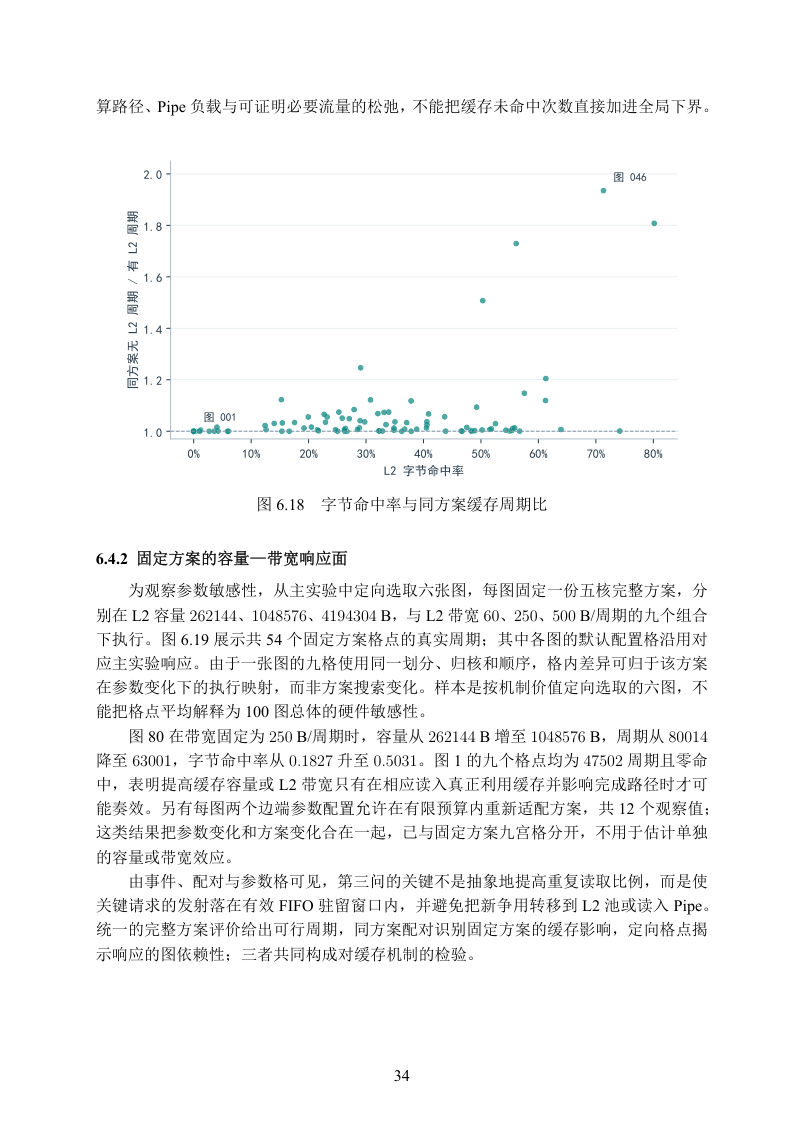 算路径、Pipe 负载与可证明必要流量的松弛，不能把缓存未命中次数直接加进全局下界。
同方案无 L2 周期 / 有 L2 周期
2.0
1.8
1.6
1.4
1.2
1.0
图 046
图 001
0%
10%
20%
30%
40%
50%
60%
70%
80%
L2 字节命中率
图 6.18 字节命中率与同方案缓存周期比
6.4.2 固定方案的容量—带宽响应面
为观察参数敏感性，从主实验中定向选取六张图，每图固定一份五核完整方案，分
别在 L2 容量 262144、1048576、4194304 B，与 L2 带宽 60、250、500 B/周期的九个组合
下执行。图 6.19 展示共 54 个固定方案格点的真实周期；其中各图的默认配置格沿用对
应主实验响应。由于一张图的九格使用同一划分、归核和顺序，格内差异可归于该方案
在参数变化下的执行映射，而非方案搜索变化。样本是按机制价值定向选取的六图，不
能把格点平均解释为 100 图总体的硬件敏感性。
图 80 在带宽固定为 250 B/周期时，容量从 262144 B 增至 1048576 B，周期从 80014
降至 63001，字节命中率从 0.1827 升至 0.5031。图 1 的九个格点均为 47502 周期且零命
中，表明提高缓存容量或 L2 带宽只有在相应读入真正利用缓存并影响完成路径时才可
能奏效。另有每图两个边端参数配置允许在有限预算内重新适配方案，共 12 个观察值；
这类结果把参数变化和方案变化合在一起，已与固定方案九宫格分开，不用于估计单独
的容量或带宽效应。
由事件、配对与参数格可见，第三问的关键不是抽象地提高重复读取比例，而是使
关键请求的发射落在有效 FIFO 驻留窗口内，并避免把新争用转移到 L2 池或读入 Pipe。
统一的完整方案评价给出可行周期，同方案配对识别固定方案的缓存影响，定向格点揭
示响应的图依赖性；三者共同构成对缓存机制的检验。
34